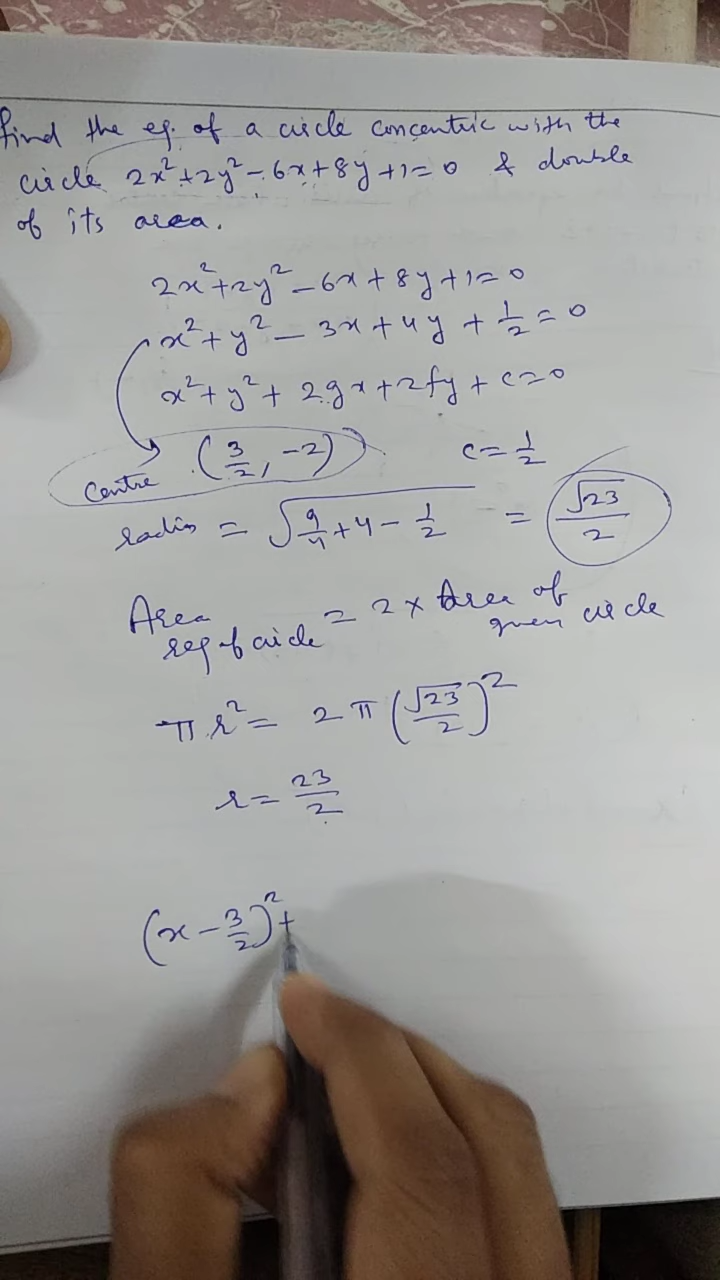 find the eq. of a circle concentric with the
circle 2x²+2y²-6x+8y+1=0 & double
of its area.
2x²+2y²-6x+8y+1=0
x²+y²-3x+4y+1/2=0
x²+y²+2gx+2fy+c=0
Centre (3/2, -2) c=1/2
radius = √(9/4+4-1/2) = √23/2
Area req of circle = 2 × Area of given circle
πr² = 2π(√23/2)²
r = 23/2
(x-3/2)²+